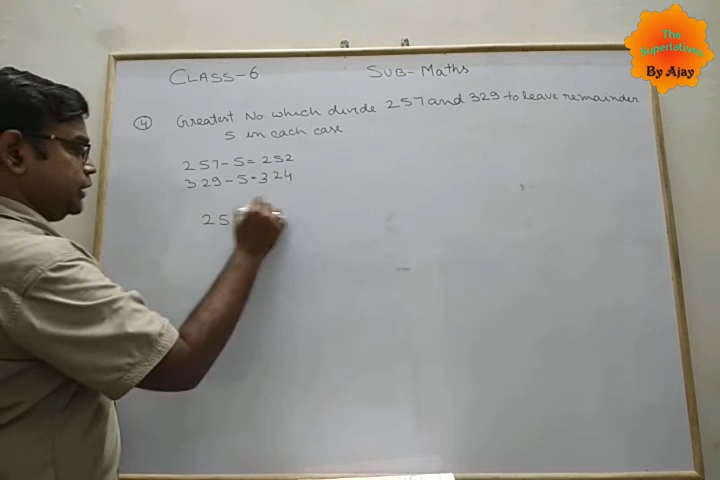 The
Superlatives
By Ajay
CLASS-6 SUB- Maths
(4) Greatest No. which divide 257 and 329 to leave remainder
5 in each case.
257-5=252
329-5=324
25